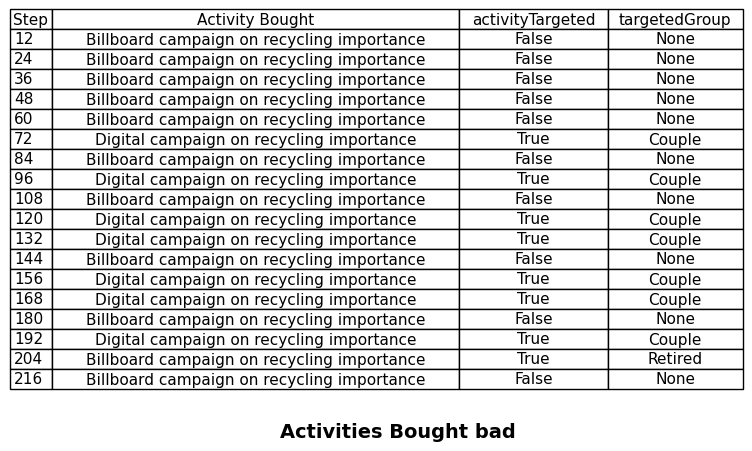 Step Activity Bought activityTargeted targetedGroup
12 Billboard campaign on recycling importance False None
24 Billboard campaign on recycling importance False None
36 Billboard campaign on recycling importance False None
48 Billboard campaign on recycling importance False None
60 Billboard campaign on recycling importance False None
72 Digital campaign on recycling importance True Couple
84 Billboard campaign on recycling importance False None
96 Digital campaign on recycling importance True Couple
108 Billboard campaign on recycling importance False None
120 Digital campaign on recycling importance True Couple
132 Digital campaign on recycling importance True Couple
144 Billboard campaign on recycling importance False None
156 Digital campaign on recycling importance True Couple
168 Digital campaign on recycling importance True Couple
180 Billboard campaign on recycling importance False None
192 Digital campaign on recycling importance True Couple
204 Billboard campaign on recycling importance True Retired
216 Billboard campaign on recycling importance False None
Activities Bought bad